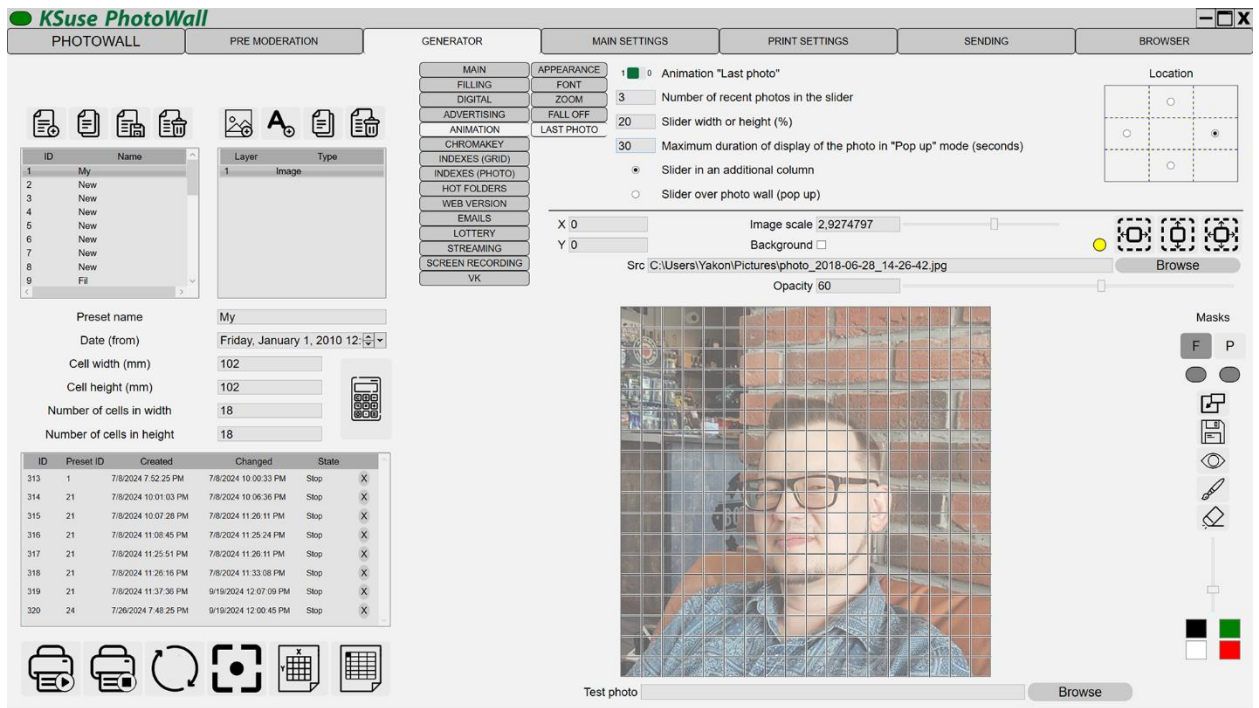 KSuse PhotoWall
PHOTOWALL
PRE MODERATION
GENERATOR
MAIN SETTINGS
PRINT SETTINGS
SENDING
BROWSER
ID Name
1 My
2 New
3 New
4 New
5 New
6 New
7 New
8 New
9 Fil
Layer Type
1 Image
Preset name My
Date (from) Friday, January 1, 2010 12:
Cell width (mm) 102
Cell height (mm) 102
Number of cells in width 18
Number of cells in height 18
ID Preset ID Created Changed State
313 1 7/8/2024 7:52:25 PM 7/8/2024 10:00:33 PM Stop X
314 21 7/8/2024 10:01:03 PM 7/8/2024 10:06:36 PM Stop X
315 21 7/8/2024 10:07:28 PM 7/8/2024 11:26:11 PM Stop X
316 21 7/8/2024 11:08:45 PM 7/8/2024 11:25:24 PM Stop X
317 21 7/8/2024 11:25:51 PM 7/8/2024 11:26:11 PM Stop X
318 21 7/8/2024 11:26:16 PM 7/8/2024 11:33:08 PM Stop X
319 21 7/8/2024 11:37:36 PM 9/19/2024 12:07:09 PM Stop X
320 24 7/26/2024 7:48:25 PM 9/19/2024 12:00:45 PM Stop X
MAIN
FILLING
DIGITAL
ADVERTISING
ANIMATION
CHROMAKEY
INDEXES (GRID)
INDEXES (PHOTO)
HOT FOLDERS
WEB VERSION
EMAILS
LOTTERY
STREAMING
SCREEN RECORDING
VK
APPEARANCE
FONT
ZOOM
FALL OFF
LAST PHOTO
1 0 Animation "Last photo"
3 Number of recent photos in the slider
20 Slider width or height (%)
30 Maximum duration of display of the photo in "Pop up" mode (seconds)
Slider in an additional column
Slider over photo wall (pop up)
Location
X 0
Y 0
Image scale 2,9274797
Background
Src C:\Users\Yakon\Pictures\photo_2018-06-28_14-26-42.jpg Browse
Opacity 60
Masks
F P
Test photo Browse